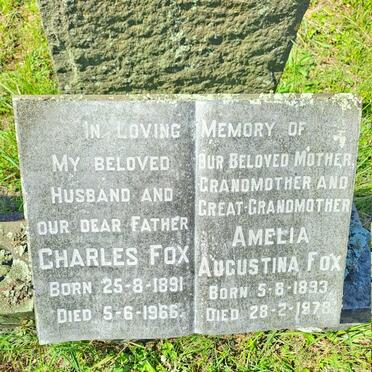 IN LOVING
MY BELOVED
HUSBAND AND
OUR DEAR FATHER
CHARLES FOX
BORN 25-8-1891
DIED 5-6-1966.
MEMORY OF
OUR BELOVED MOTHER,
GRANDMOTHER AND
GREAT-GRANDMOTHER
AMELIA
AUGUSTINA FOX
BORN 5-8-1893
DIED 28-2-1978